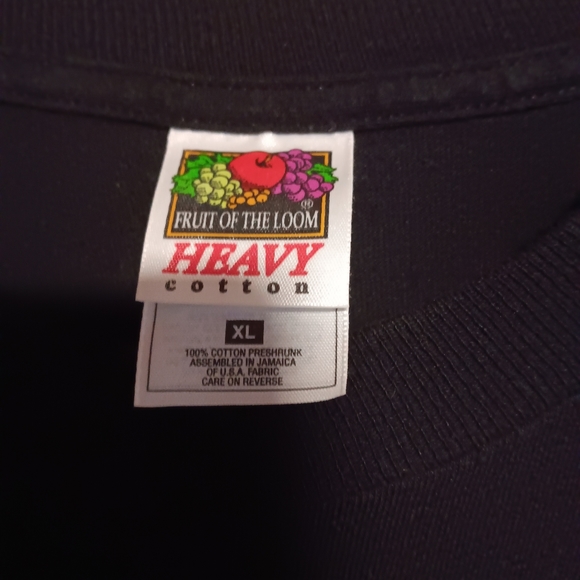 ®
FRUIT OF THE LOOM
HEAVY
cotton
XL
100% COTTON PRESHRUNK
ASSEMBLED IN JAMAICA
OF U.S.A. FABRIC
CARE ON REVERSE